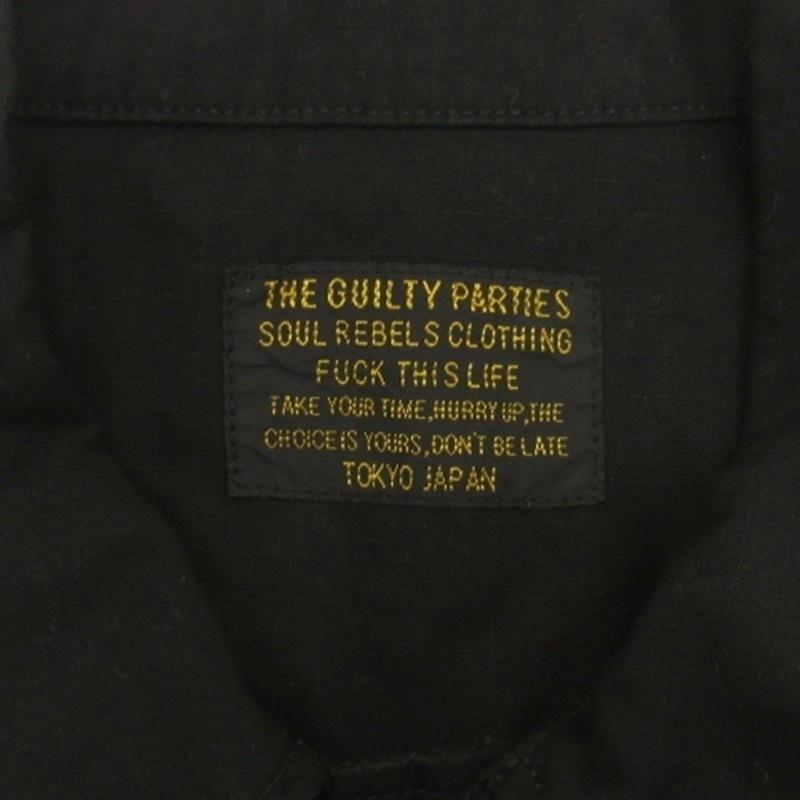 THE GUILTY PARTIES
SOUL REBELS CLOTHING
FUCK THIS LIFE
TAKE YOUR TIME,HURRY UP,THE
CHOICE IS YOURS,DON'T BE LATE
TOKYO JAPAN